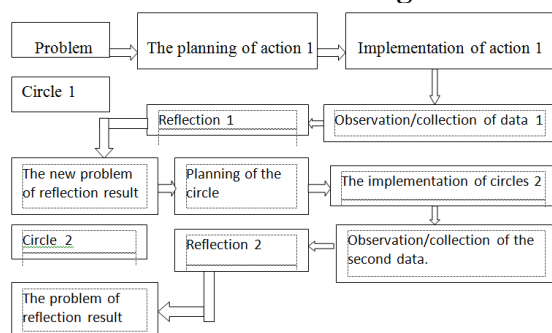 Problem
The planning of action 1
Implementation of action 1
Circle 1
Reflection 1
Observation/collection of data 1
The new problem
of reflection result
Planning of the
circle
The implementation of circles 2
Circle 2
Reflection 2
Observation/collection of the
second data.
The problem of
reflection result